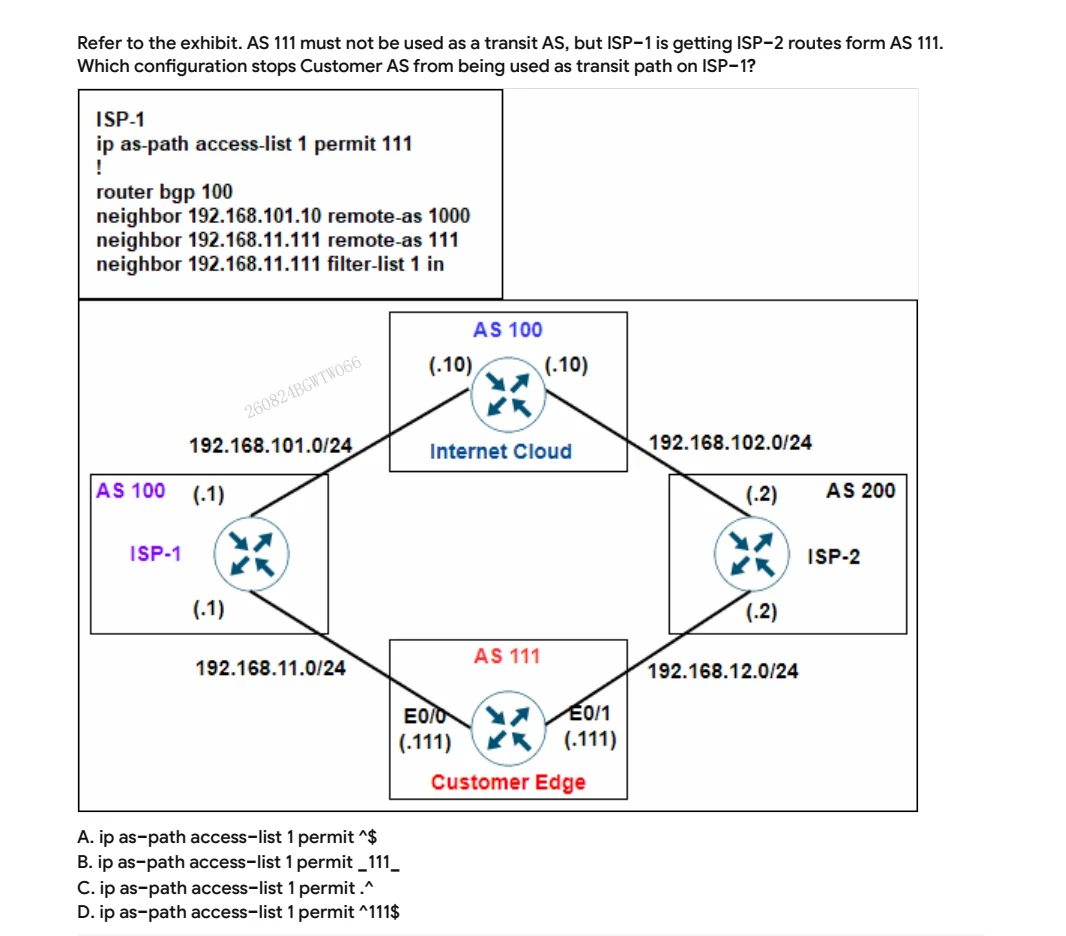 Refer to the exhibit. AS 111 must not be used as a transit AS, but ISP-1 is getting ISP-2 routes form AS 111.
Which configuration stops Customer AS from being used as transit path on ISP-1?
ISP-1
ip as-path access-list 1 permit 111
!
router bgp 100
neighbor 192.168.101.10 remote-as 1000
neighbor 192.168.11.111 remote-as 111
neighbor 192.168.11.111 filter-list 1 in
AS 100
(.10) (.10)
260824BGWTW066
Internet Cloud
192.168.101.0/24 192.168.102.0/24
AS 100 (.1) (.2) AS 200
ISP-1 ISP-2
(.1) (.2)
AS 111
192.168.11.0/24 192.168.12.0/24
E0/0 E0/1
(.111) (.111)
Customer Edge
A. ip as-path access-list 1 permit ^$
B. ip as-path access-list 1 permit _111_
C. ip as-path access-list 1 permit .^
D. ip as-path access-list 1 permit ^111$